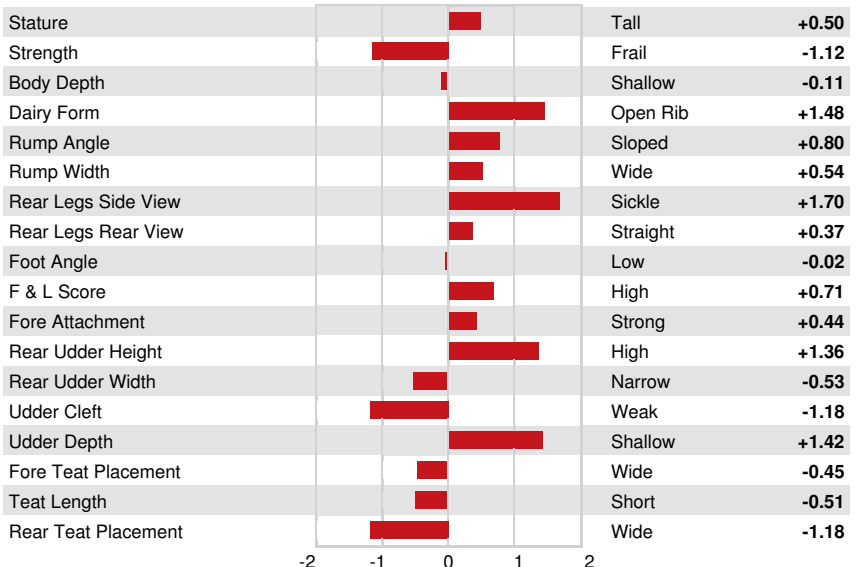 Stature Tall +0.50
Strength Frail -1.12
Body Depth Shallow -0.11
Dairy Form Open Rib +1.48
Rump Angle Sloped +0.80
Rump Width Wide +0.54
Rear Legs Side View Sickle +1.70
Rear Legs Rear View Straight +0.37
Foot Angle Low -0.02
F & L Score High +0.71
Fore Attachment Strong +0.44
Rear Udder Height High +1.36
Rear Udder Width Narrow -0.53
Udder Cleft Weak -1.18
Udder Depth Shallow +1.42
Fore Teat Placement Wide -0.45
Teat Length Short -0.51
Rear Teat Placement Wide -1.18
-2 -1 0 1 2